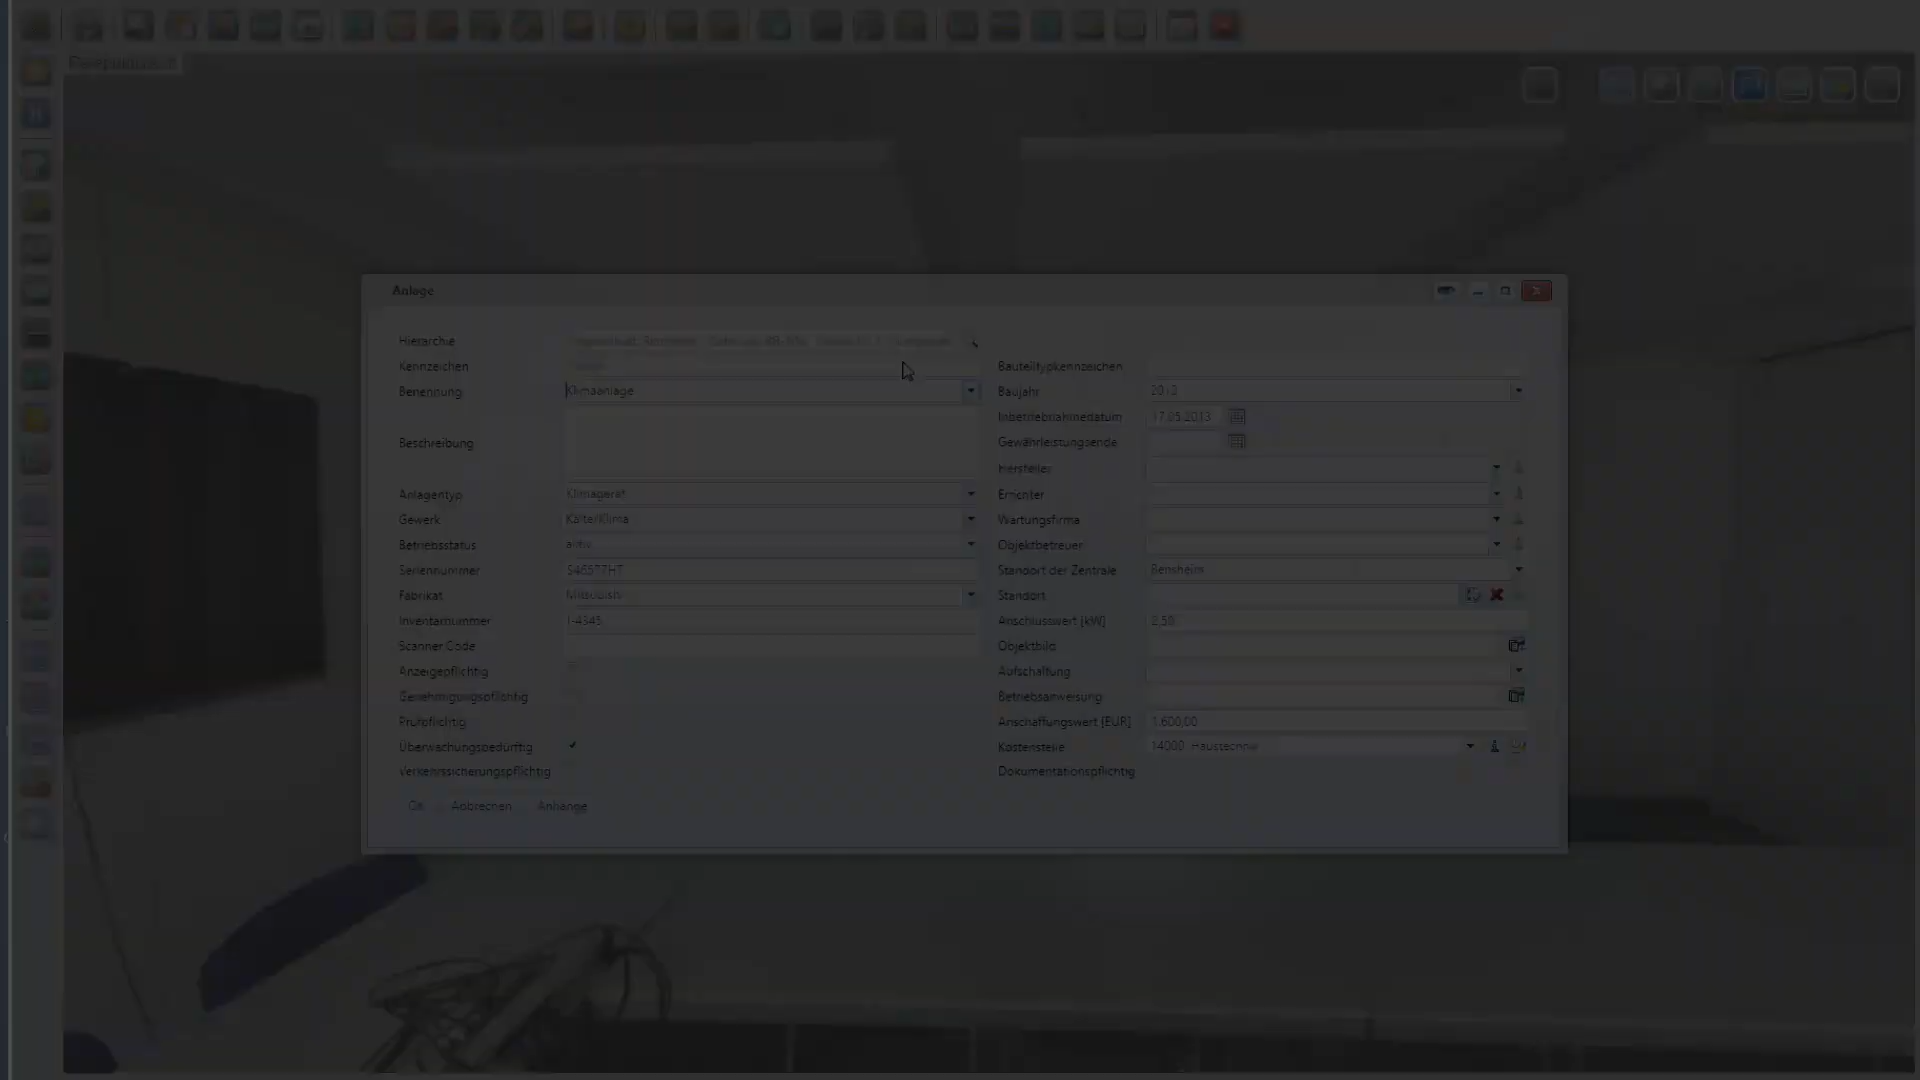 Anlage
Hierarchie
Kennzeichen
Bauteiltypkennzeichen
Benennung Klimaanlage
Baujahr 2013
Inbetriebnahmedatum 17.05.2013
Beschreibung
Gewährleistungsende
Hersteller
Anlagentyp Klimagerät
Errichter
Gewerk Kälte/Klima
Wartungsfirma
Betriebsstatus aktiv
Objektbetreuer
Seriennummer
Standort der Zentrale Bensheim
Fabrikat Mitsubishi
Standort
Inventarnummer I-4345
Anschlusswert [kW] 2,50
Scanner Code
Objektbild
Anzeigepflichtig
Aufschaltung
Genehmigungspflichtig
Betriebsanweisung
Prüfpflichtig
Anschaffungswert [EUR] 1.600,00
Überwachungsbedürftig
Kostenstelle 14000 Haustechnik
Verkehrssicherungspflichtig
Dokumentationspflichtig
Ok Abbrechen Anhänge